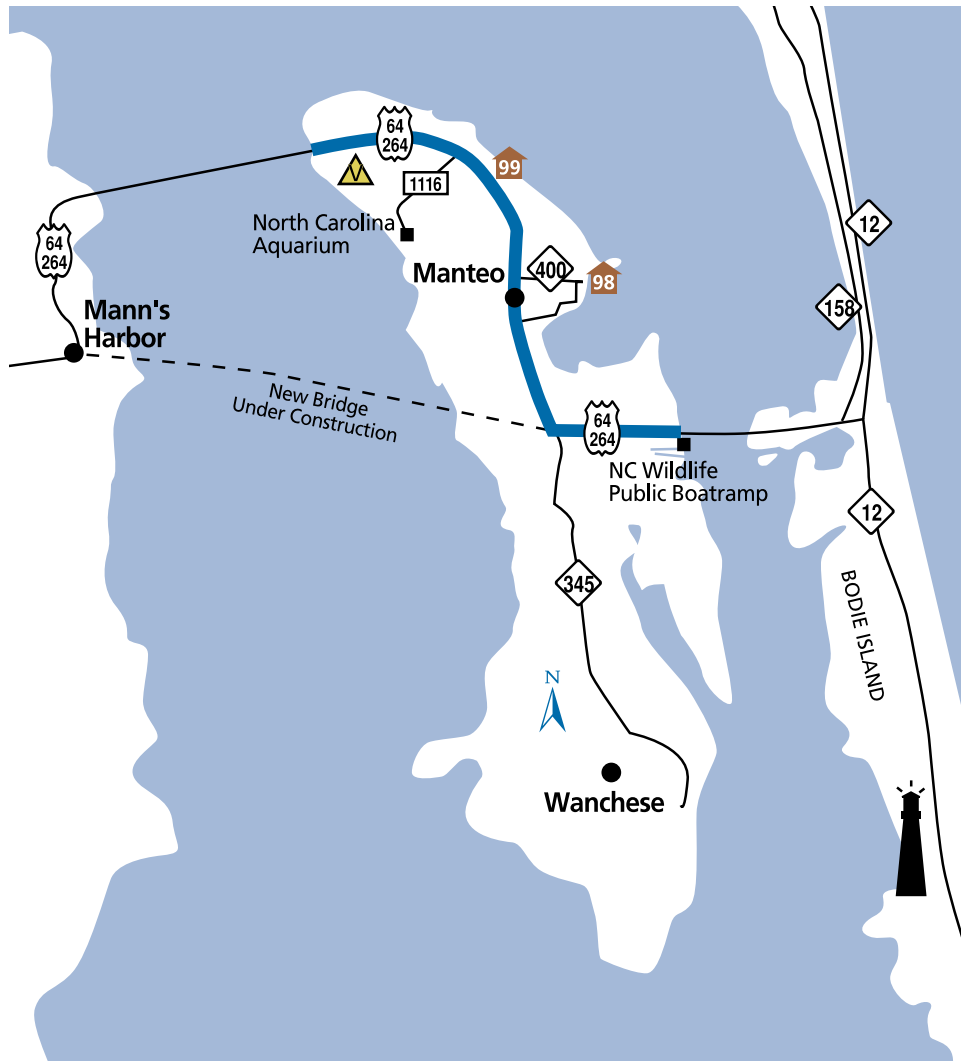 64
264
99
1116
North Carolina
Aquarium
12
64
264
Manteo
400
98
158
Mann's
Harbor
New Bridge
Under Construction
64
264
NC Wildlife
Public Boatramp
12
345
BODIE ISLAND
N
Wanchese